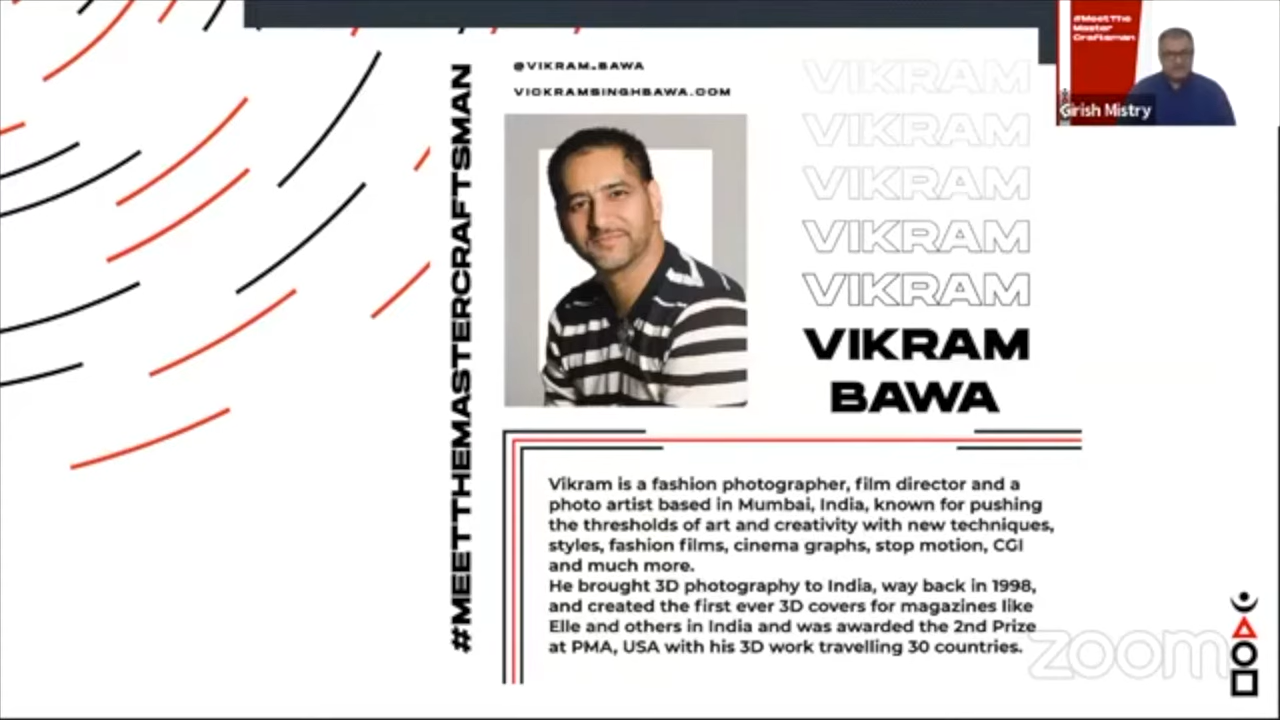 #MEETTHEMASTERCRAFTSMAN
@VIKRAM.BAWA
VICKRAMSINGHBAWA.COM
VIKRAM
VIKRAM
VIKRAM
VIKRAM
VIKRAM
VIKRAM
BAWA
Vikram is a fashion photographer, film director and a
photo artist based in Mumbai, India, known for pushing
the thresholds of art and creativity with new techniques,
styles, fashion films, cinema graphs, stop motion, CGI
and much more.
He brought 3D photography to India, way back in 1998,
and created the first ever 3D covers for magazines like
Elle and others in India and was awarded the 2nd Prize
at PMA, USA with his 3D work travelling 30 countries.
#MeetThe
Master
Craftsman
Girish Mistry
zoom